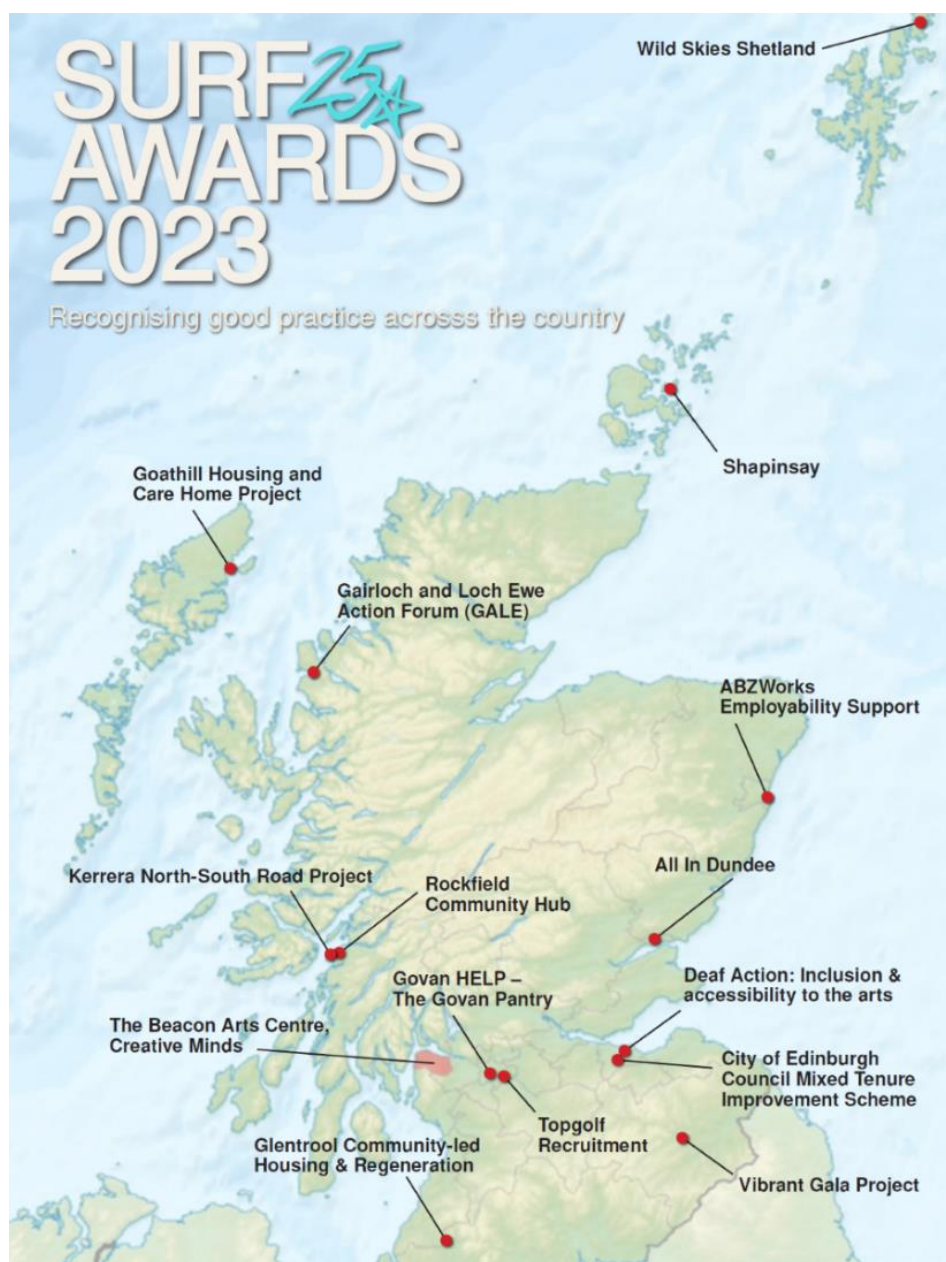 SURF 25
AWARDS
2023
Recognising good practice acrosss the country
Wild Skies Shetland
Shapinsay
Goathill Housing and
Care Home Project
Gairloch and Loch Ewe
Action Forum (GALE)
ABZWorks
Employability Support
All In Dundee
Kerrera North-South Road Project
Rockfield
Community Hub
Govan HELP –
The Govan Pantry
Deaf Action: Inclusion &
accessibility to the arts
The Beacon Arts Centre,
Creative Minds
City of Edinburgh
Council Mixed Tenure
Improvement Scheme
Topgolf
Recruitment
Glentrool Community-led
Housing & Regeneration
Vibrant Gala Project